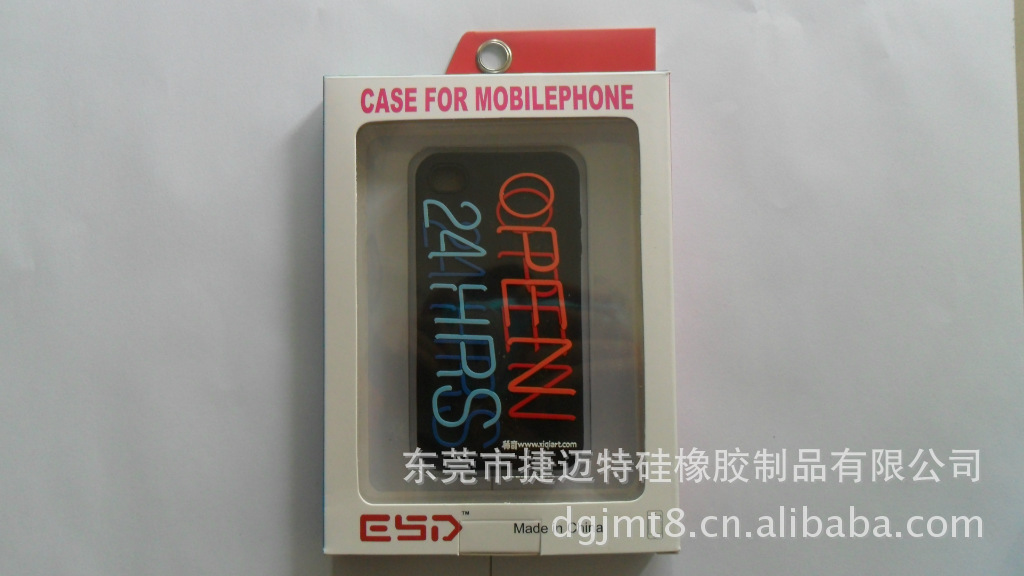 CASE FOR MOBILEPHONE
OPEN
24HRS
www.xiqiart.com
东莞市捷迈特硅橡胶制品有限公司
ESD™
Made in China
dgjmt8.cn.alibaba.com